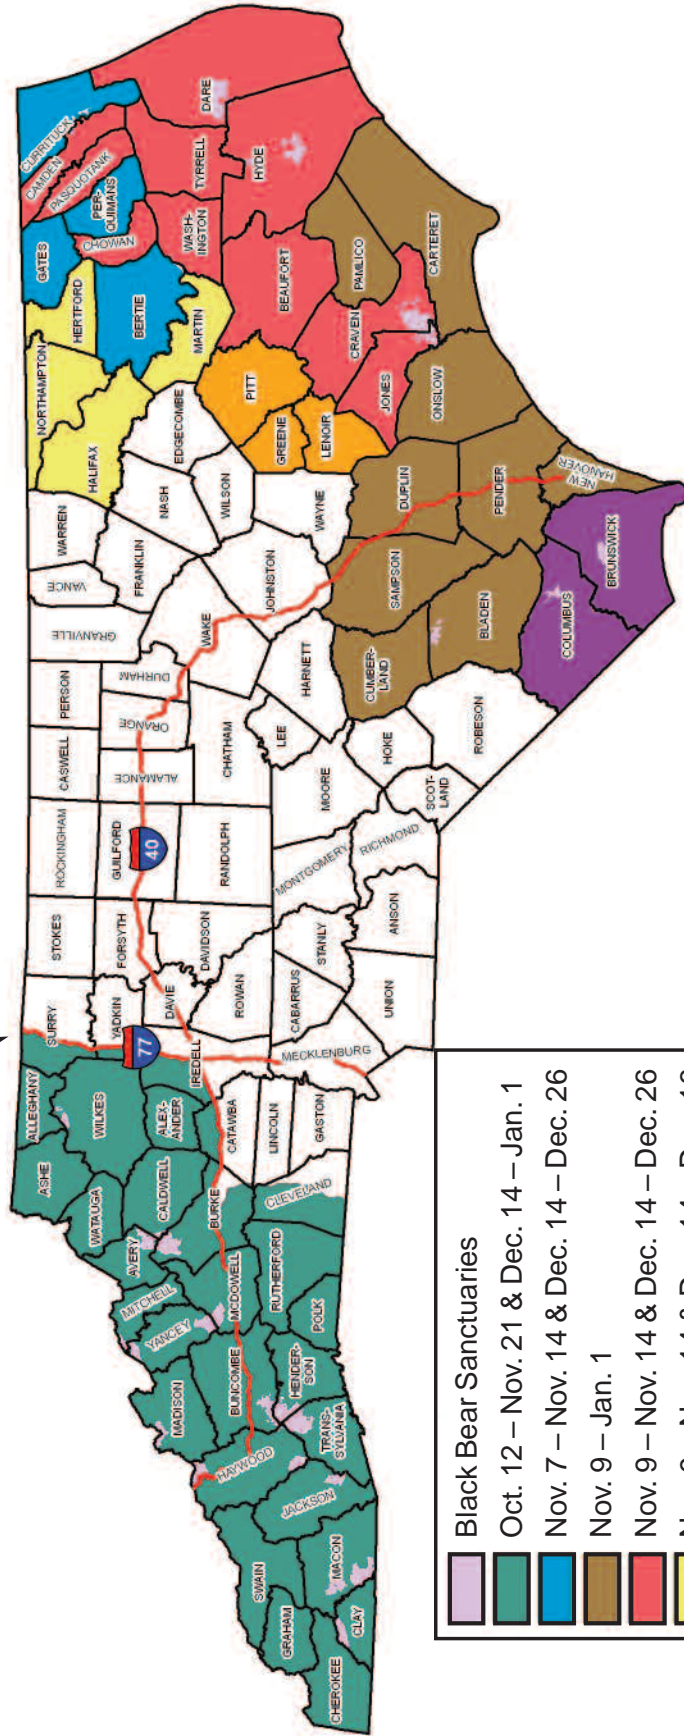 ALLEGHANY
ASHE
SURRY
STOKES
ROCKINGHAM
CASWELL
PERSON
GRANVILLE
VANCE
WARREN
NORTHAMPTON
HERTFORD
GATES
CURRITUCK
CAMDEN
PASQUOTANK
PER-
QUIMANS
CHOWAN
WATAUGA
WILKES
YADKIN
77
FORSYTH
GUILFORD
40
ALAMANCE
ORANGE
DURHAM
FRANKLIN
HALIFAX
BERTIE
MITCHELL
AVERY
CALDWELL
ALEX-
ANDER
IREDELL
DAVIE
DAVIDSON
RANDOLPH
CHATHAM
WAKE
NASH
EDGECOMBE
MARTIN
WASH-
INGTON
TYRRELL
DARE
MADISON
YANCEY
MCDOWELL
BURKE
CATAWBA
ROWAN
WILSON
JOHNSTON
PITT
BEAUFORT
HYDE
SWAIN
HAYWOOD
BUNCOMBE
RUTHERFORD
CLEVELAND
LINCOLN
GASTON
MECKLENBURG
CABARRUS
STANLY
MONTGOMERY
MOORE
LEE
HARNETT
WAYNE
GREENE
LENOIR
CRAVEN
PAMLICO
GRAHAM
JACKSON
HENDER-
SON
POLK
TRANS-
SYLVANIA
CHEROKEE
CLAY
MACON
UNION
ANSON
RICHMOND
SCOT-
LAND
HOKE
CUMBER-
LAND
SAMPSON
DUPLIN
JONES
CARTERET
ONSLOW
ROBESON
BLADEN
PENDER
NEW
HANOVER
COLUMBUS
BRUNSWICK
Black Bear Sanctuaries
Oct. 12 – Nov. 21 & Dec. 14 – Jan. 1
Nov. 7 – Nov. 14 & Dec. 14 – Dec. 26
Nov. 9 – Jan. 1
Nov. 9 – Nov. 14 & Dec. 14 – Dec. 26